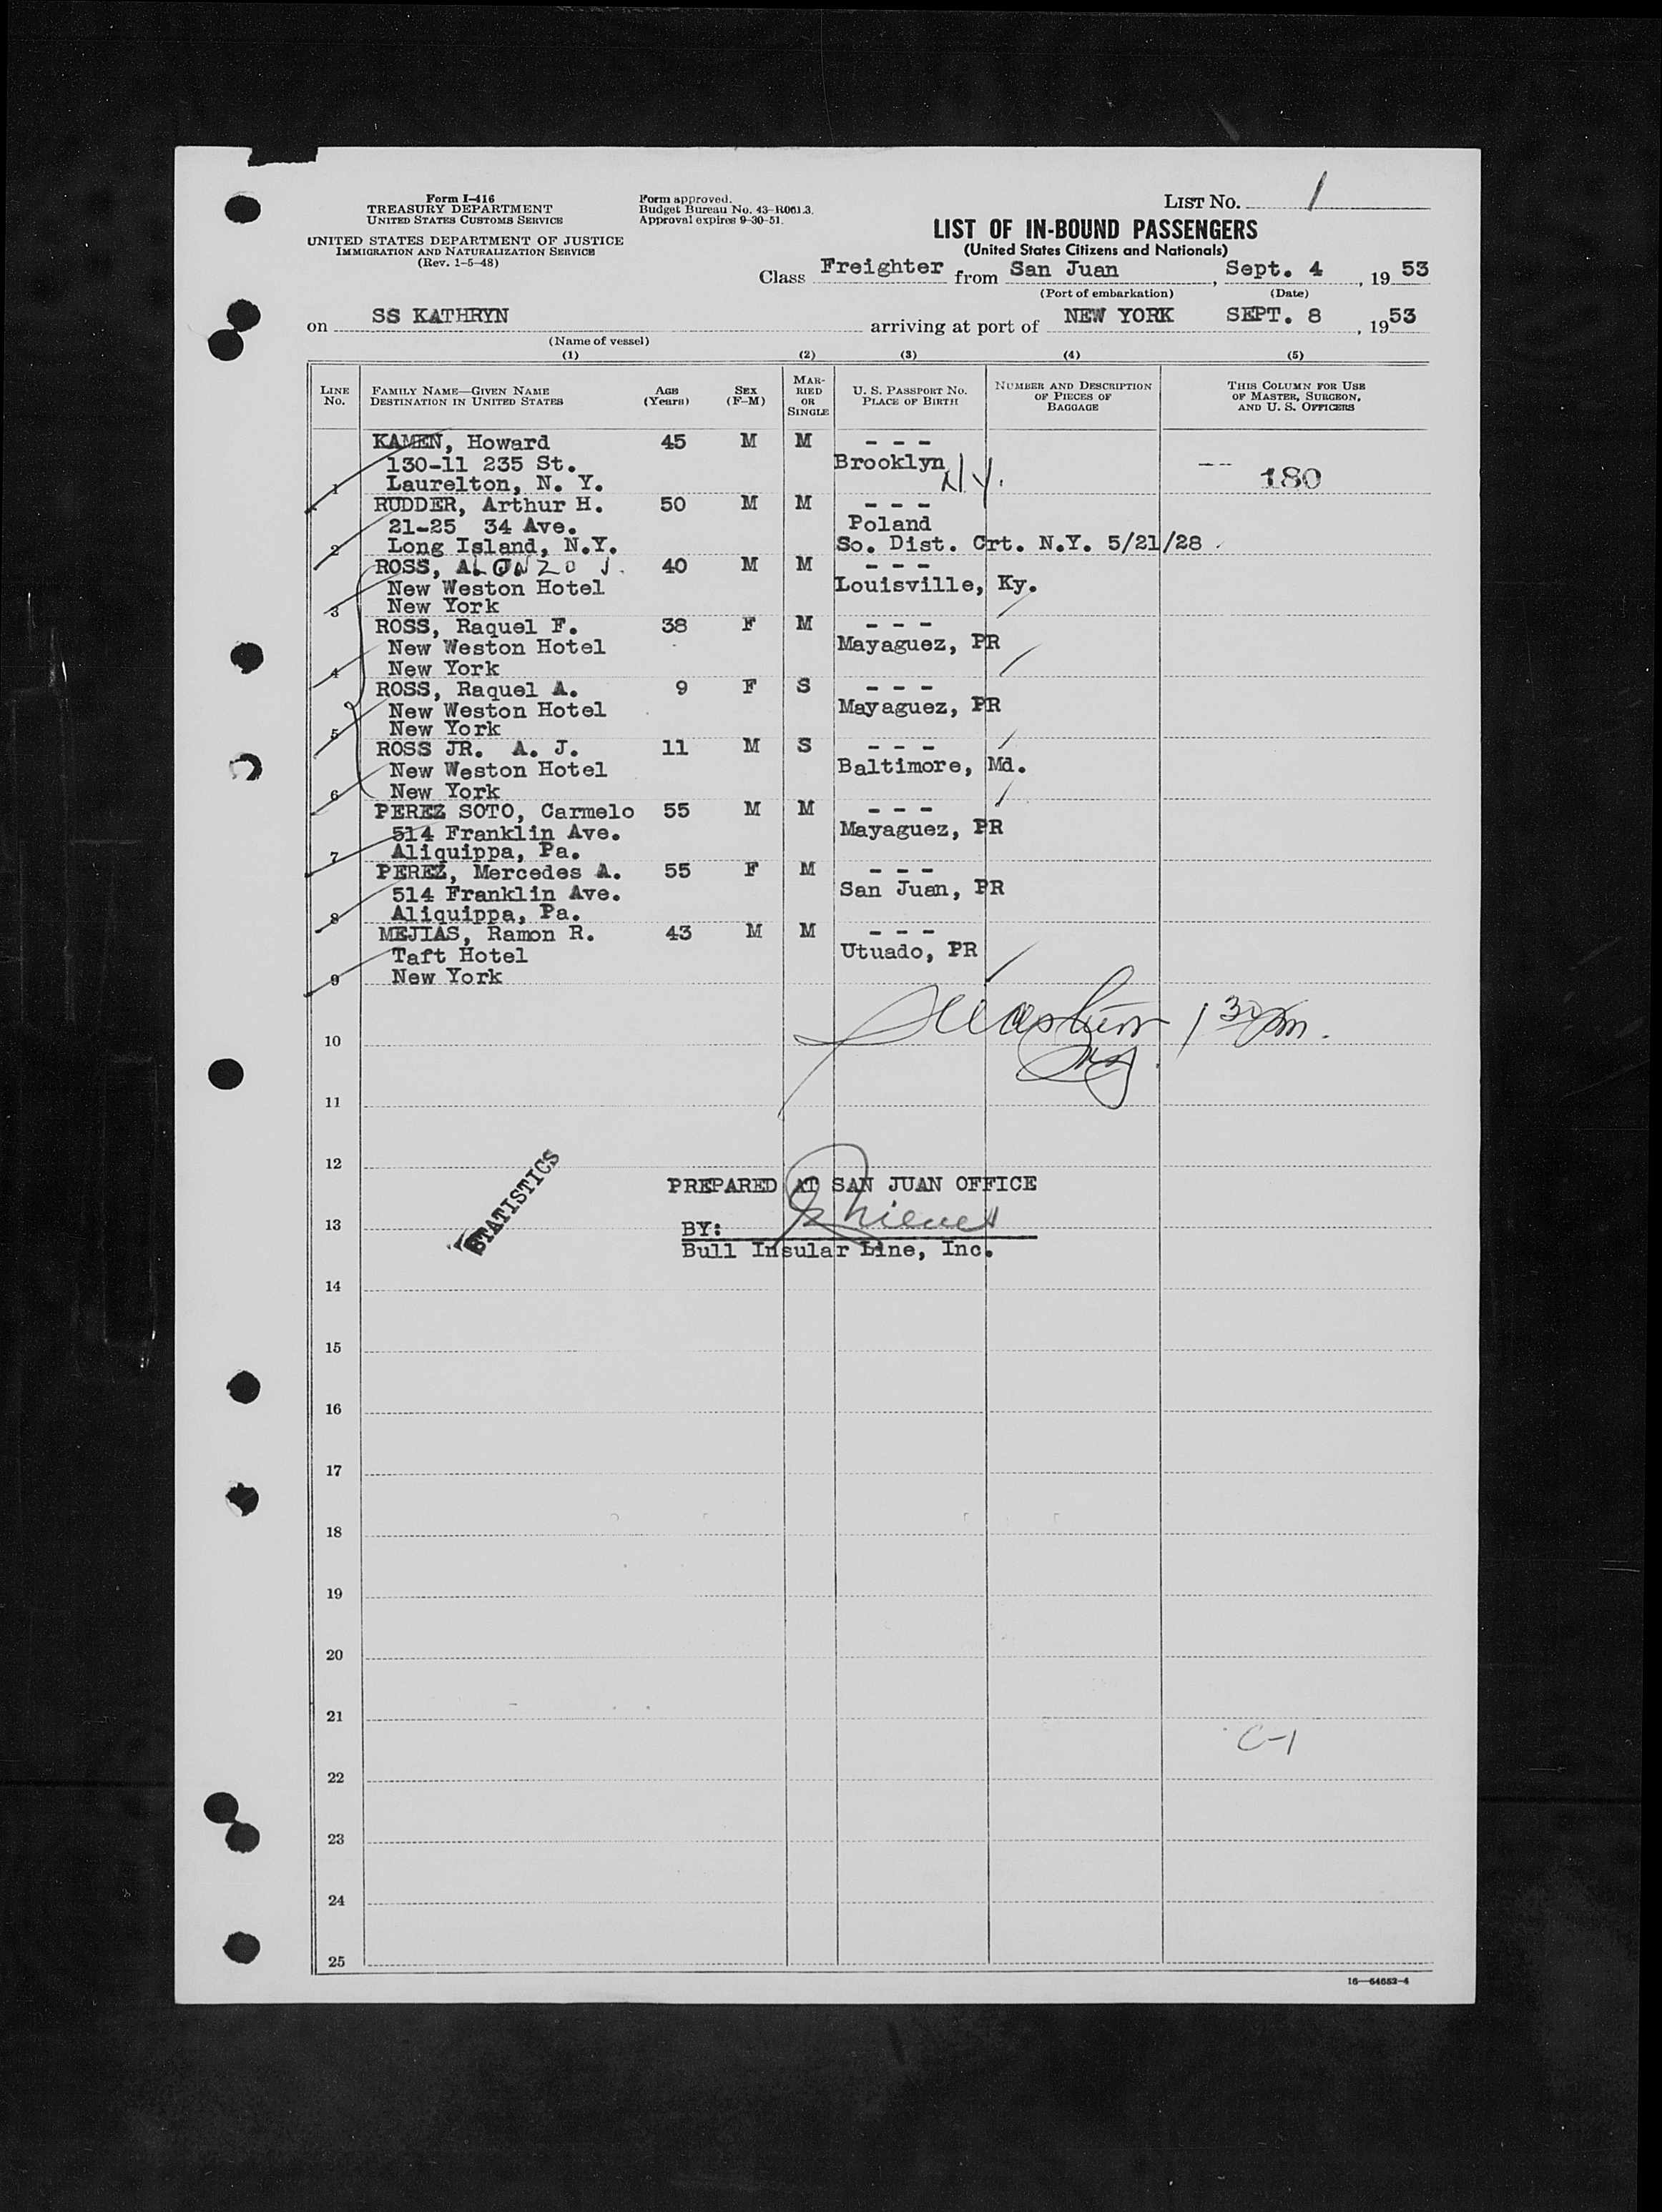 Form I-416
TREASURY DEPARTMENT
UNITED STATES CUSTOMS SERVICE
UNITED STATES DEPARTMENT OF JUSTICE
IMMIGRATION AND NATURALIZATION SERVICE
(Rev. 1-5-48)
Form approved.
Budget Bureau No. 43-R061.3.
Approval expires 9-30-51.
LIST NO. 1
LIST OF IN-BOUND PASSENGERS
(United States Citizens and Nationals)
Class Freighter from San Juan, Sept. 4, 1953
(Port of embarkation) (Date)
on SS KATHRYN arriving at port of NEW YORK SEPT. 8, 1953
(Name of vessel)
(1) (2) (3) (4) (5)
LINE No. FAMILY NAME—GIVEN NAME DESTINATION IN UNITED STATES AGE (Years) SEX (F-M) MARRIED OR SINGLE U. S. PASSPORT NO. PLACE OF BIRTH NUMBER AND DESCRIPTION OF PIECES OF BAGGAGE THIS COLUMN FOR USE OF MASTER, SURGEON, AND U. S. OFFICERS
KAMEN, Howard 45 M M - - -
130-11 235 St. Brooklyn N.Y. -- 180
1 Laurelton, N. Y.
RUDDER, Arthur H. 50 M M - - -
21-25 34 Ave. Poland
2 Long Island, N.Y. So. Dist. Crt. N.Y. 5/21/28
ROSS, ALONZO J. 40 M M - - -
New Weston Hotel Louisville, Ky.
3 New York
ROSS, Raquel F. 38 F M - - -
New Weston Hotel Mayaguez, PR
4 New York
ROSS, Raquel A. 9 F S - - -
New Weston Hotel Mayaguez, PR
5 New York
ROSS JR. A. J. 11 M S - - -
New Weston Hotel Baltimore, Md.
6 New York
PEREZ SOTO, Carmelo 55 M M - - -
514 Franklin Ave. Mayaguez, PR
7 Aliquippa, Pa.
PEREZ, Mercedes A. 55 F M - - -
514 Franklin Ave. San Juan, PR
8 Aliquippa, Pa.
MEJIAS, Ramon R. 43 M M - - -
Taft Hotel Utuado, PR
9 New York
10
11
12
PREPARED AT SAN JUAN OFFICE
STATISTICS
13 BY:
Bull Insular Line, Inc.
14
15
16
17
18
19
20
21
C-1
22
23
24
25
16—64653-4